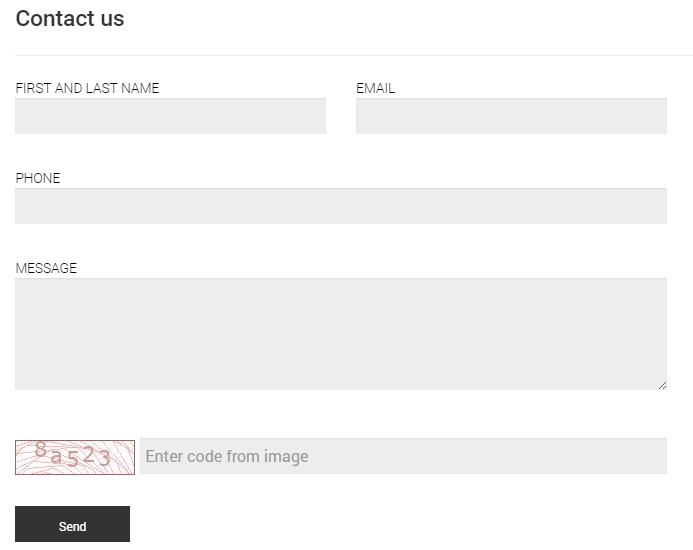 Contact us
FIRST AND LAST NAME EMAIL
PHONE
MESSAGE
8a523 Enter code from image
Send